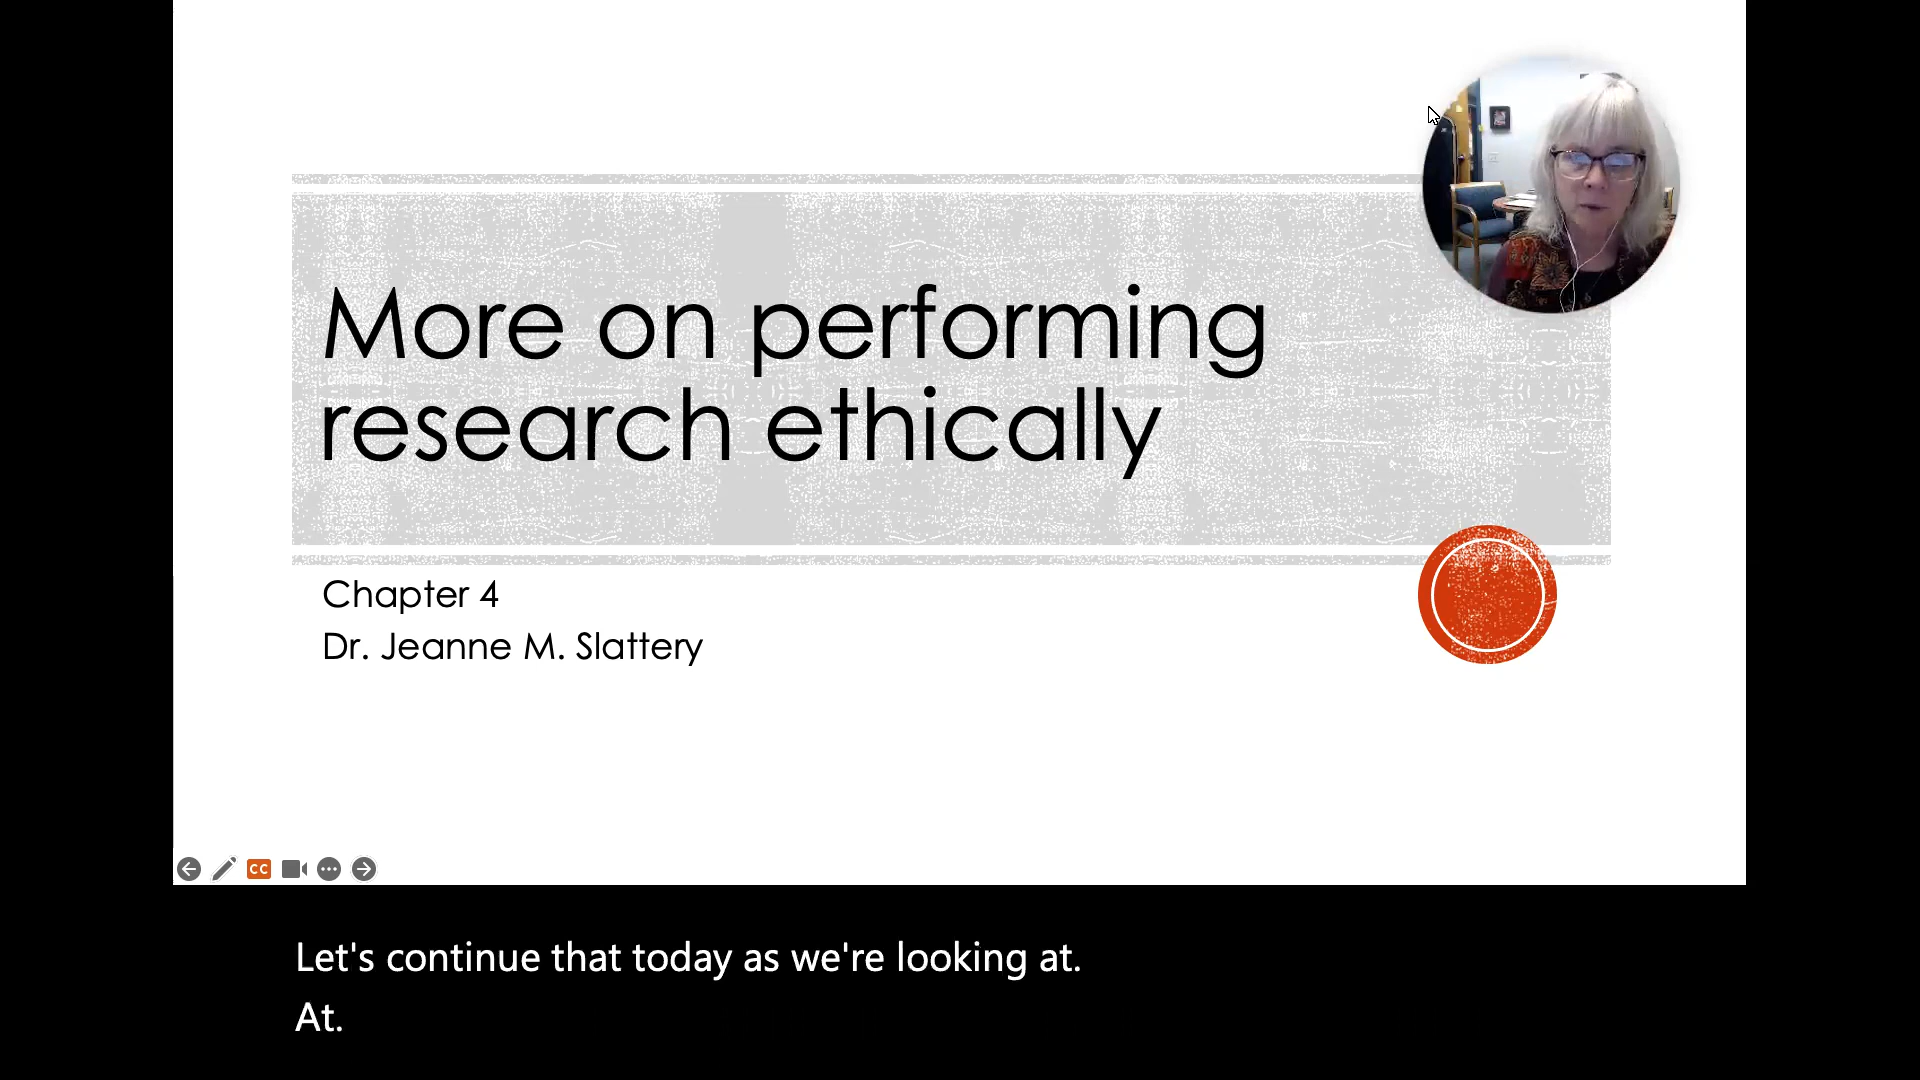 More on performing
research ethically
Chapter 4
Dr. Jeanne M. Slattery
CC
Let's continue that today as we're looking at.
At.